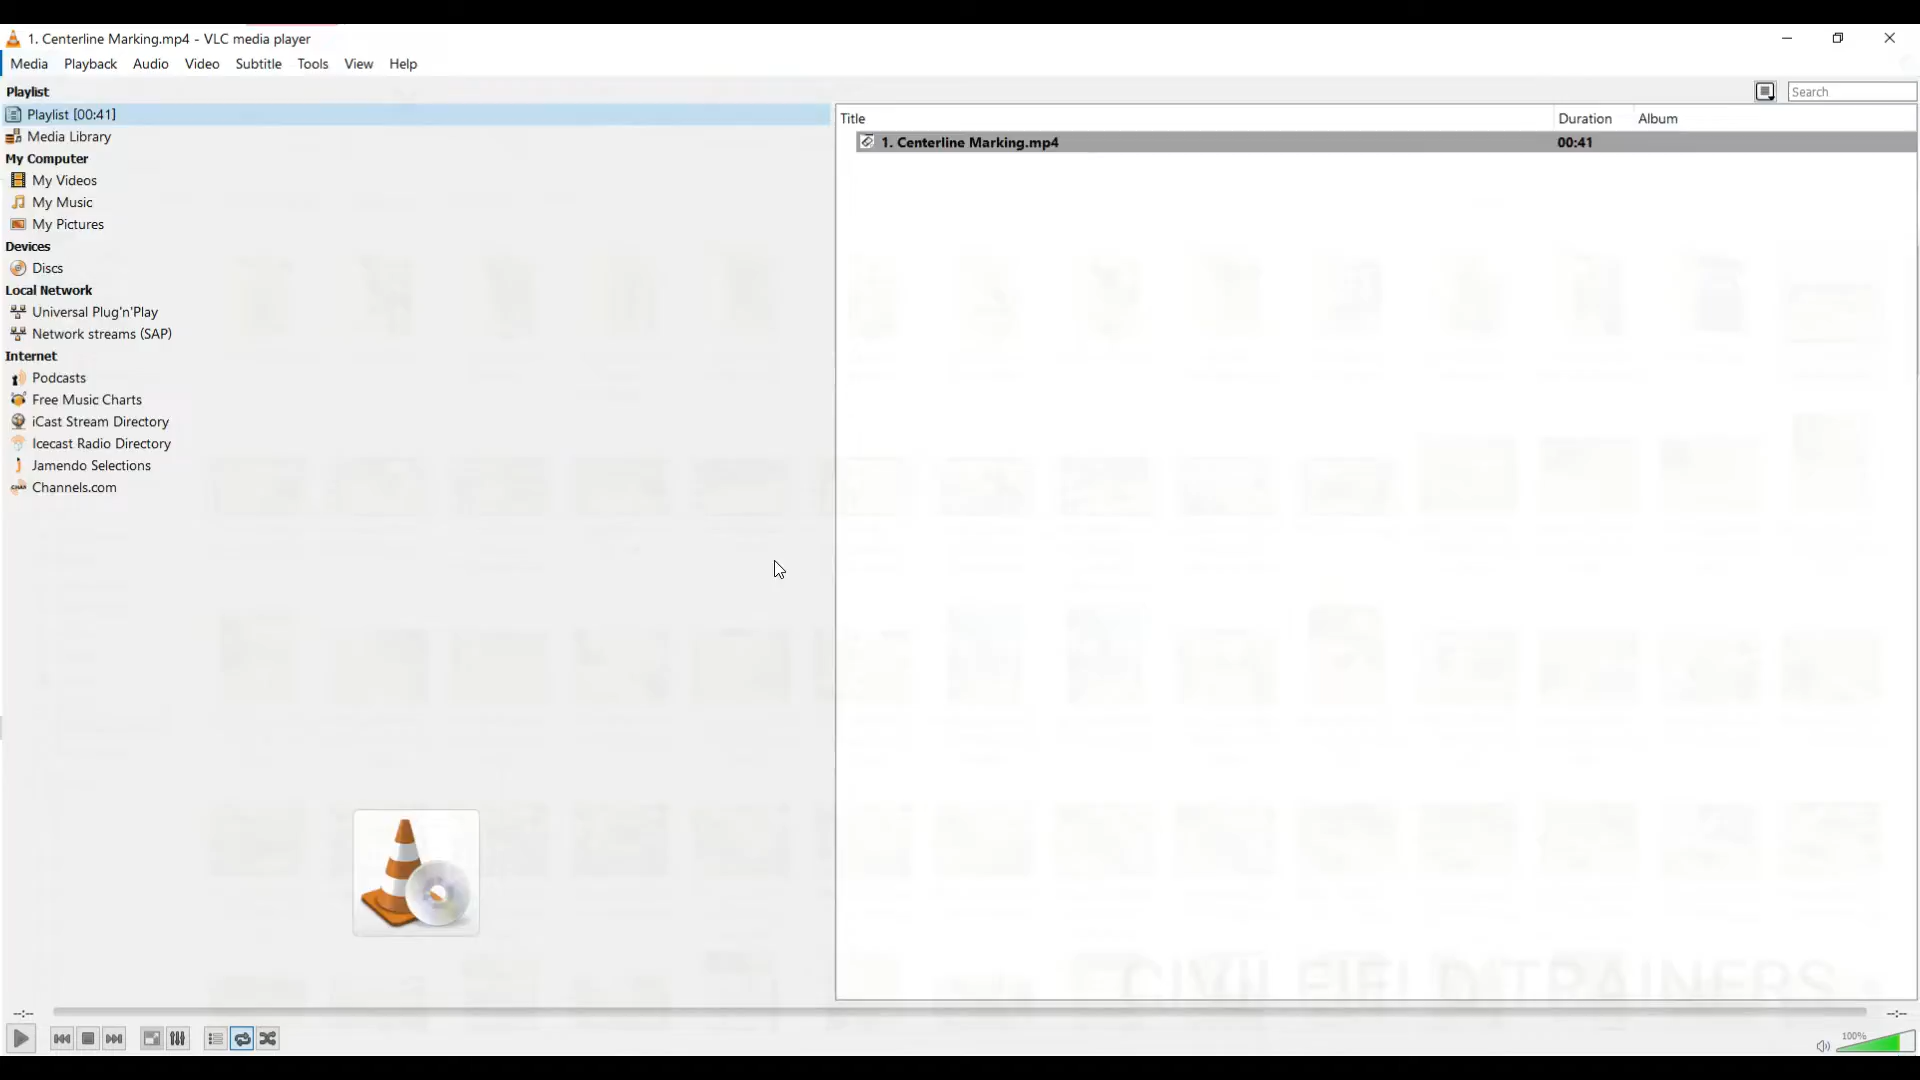 1. Centerline Marking.mp4 - VLC media player
Media Playback Audio Video Subtitle Tools View Help
Playlist
Search
Playlist [00:41]
Media Library
My Computer
My Videos
My Music
My Pictures
Devices
Discs
Local Network
Universal Plug'n'Play
Network streams (SAP)
Internet
Podcasts
Free Music Charts
iCast Stream Directory
Icecast Radio Directory
Jamendo Selections
Channels.com
Title Duration Album
1. Centerline Marking.mp4 00:41
CIVIL FIELD TRAINERS
--:-- --:--
100%